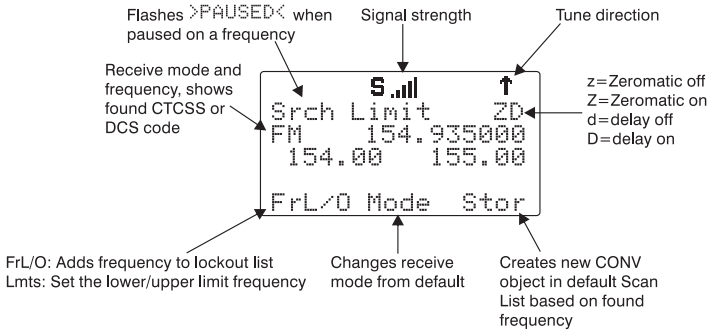 Flashes >PAUSED< when
paused on a frequency
Signal strength
Tune direction
Receive mode and
frequency, shows
found CTCSS or
DCS code
z=Zeromatic off
Z=Zeromatic on
d=delay off
D=delay on
S
Srch Limit ZD
FM 154.935000
154.00 155.00
FrL/O Mode Stor
FrL/O: Adds frequency to lockout list
Lmts: Set the lower/upper limit frequency
Changes receive
mode from default
Creates new CONV
object in default Scan
List based on found
frequency